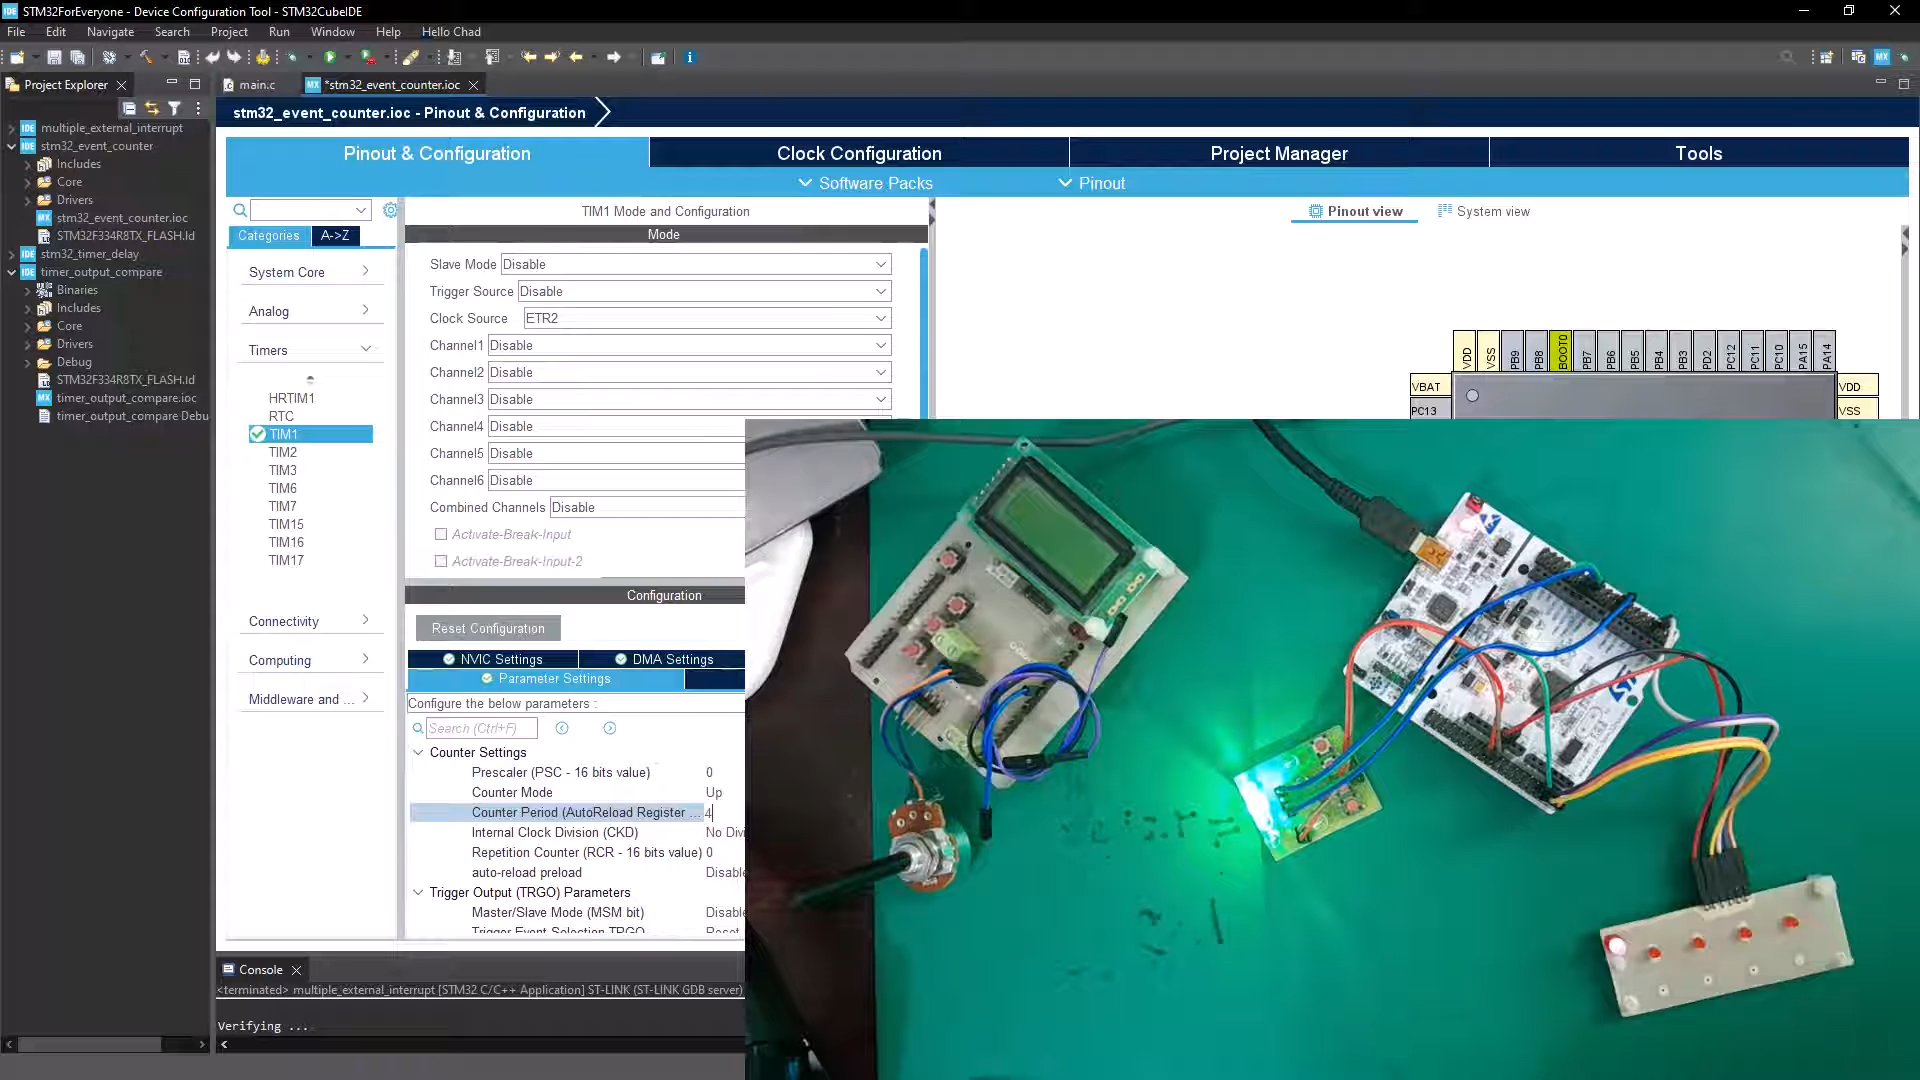 STM32ForEveryone - Device Configuration Tool - STM32CubeIDE
File Edit Navigate Search Project Run Window Help Hello Chad
Project Explorer
main.c
*stm32_event_counter.ioc
multiple_external_interrupt
stm32_event_counter
Includes
Core
Drivers
stm32_event_counter.ioc
STM32F334R8TX_FLASH.ld
stm32_timer_delay
timer_output_compare
Binaries
Includes
Core
Drivers
Debug
STM32F334R8TX_FLASH.ld
timer_output_compare.ioc
timer_output_compare Debu
stm32_event_counter.ioc - Pinout & Configuration
Pinout & Configuration
Clock Configuration
Project Manager
Tools
Software Packs
Pinout
Categories
A->Z
System Core
Analog
Timers
HRTIM1
RTC
TIM1
TIM2
TIM3
TIM6
TIM7
TIM15
TIM16
TIM17
Connectivity
Computing
Middleware and ...
TIM1 Mode and Configuration
Mode
Slave Mode Disable
Trigger Source Disable
Clock Source ETR2
Channel1 Disable
Channel2 Disable
Channel3 Disable
Channel4 Disable
Channel5 Disable
Channel6 Disable
Combined Channels Disable
Activate-Break-Input
Activate-Break-Input-2
Configuration
Reset Configuration
NVIC Settings
DMA Settings
Parameter Settings
Configure the below parameters :
Search (Ctrl+F)
Counter Settings
Prescaler (PSC - 16 bits value) 0
Counter Mode Up
Counter Period (AutoReload Register ... 4
Internal Clock Division (CKD) No Divi
Repetition Counter (RCR - 16 bits value) 0
auto-reload preload Disable
Trigger Output (TRGO) Parameters
Master/Slave Mode (MSM bit) Disable
Trigger Event Selection TRGO Reset
Pinout view
System view
VDD
VSS
PB9
PB8
BOOT0
PB7
PB6
PB5
PB4
PB3
PD2
PC12
PC11
PC10
PA15
PA14
VBAT
PC13
VDD
VSS
Console
<terminated> multiple_external_interrupt [STM32 C/C++ Application] ST-LINK (ST-LINK GDB server)
Verifying ...